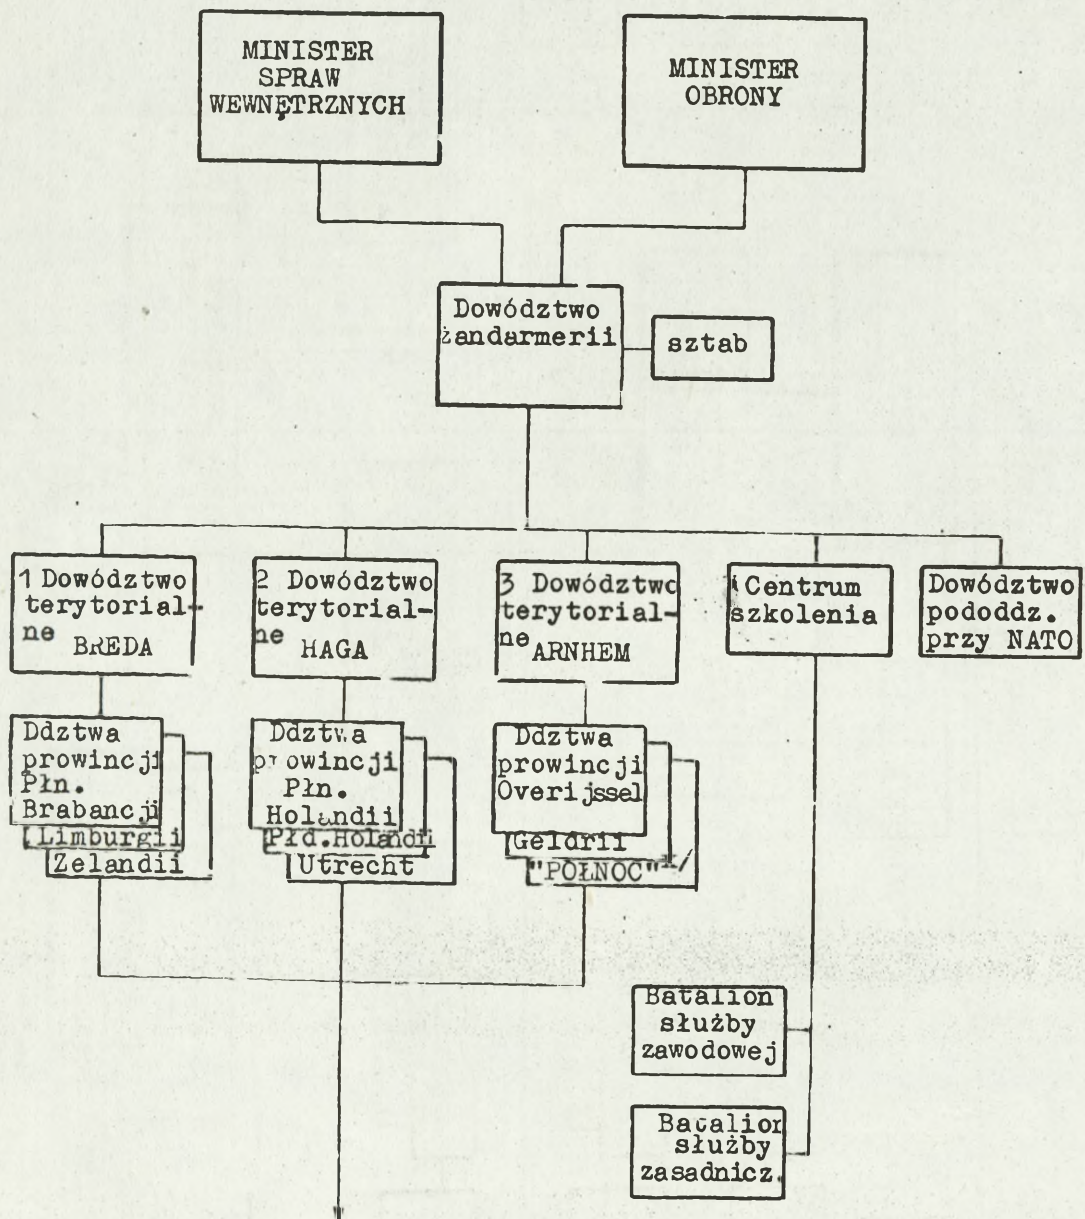 MINISTER
SPRAW
WEWNĘTRZNYCH
MINISTER
OBRONY
Dowództwo
żandarmerii
sztab
1 Dowództwo
terytorial-
ne
BREDA
2 Dowództwo
terytorial-
ne
HAGA
3 Dowództwo
terytorial-
ne
ARNHEM
Centrum
szkolenia
Dowództwo
pododdz.
przy NATO
Ddztwa
prowincji
Płn.
Brabancji
Limburgii
Zelandii
Ddztwa
prowincji
Płn.
Holandii
Płd.Holandii
Utrecht
Ddztwa
prowincji
Overijssel
Geldrii
"PÓŁNOC" x/
Batalion
służby
zawodowej
Batalion
służby
zasadnicz.